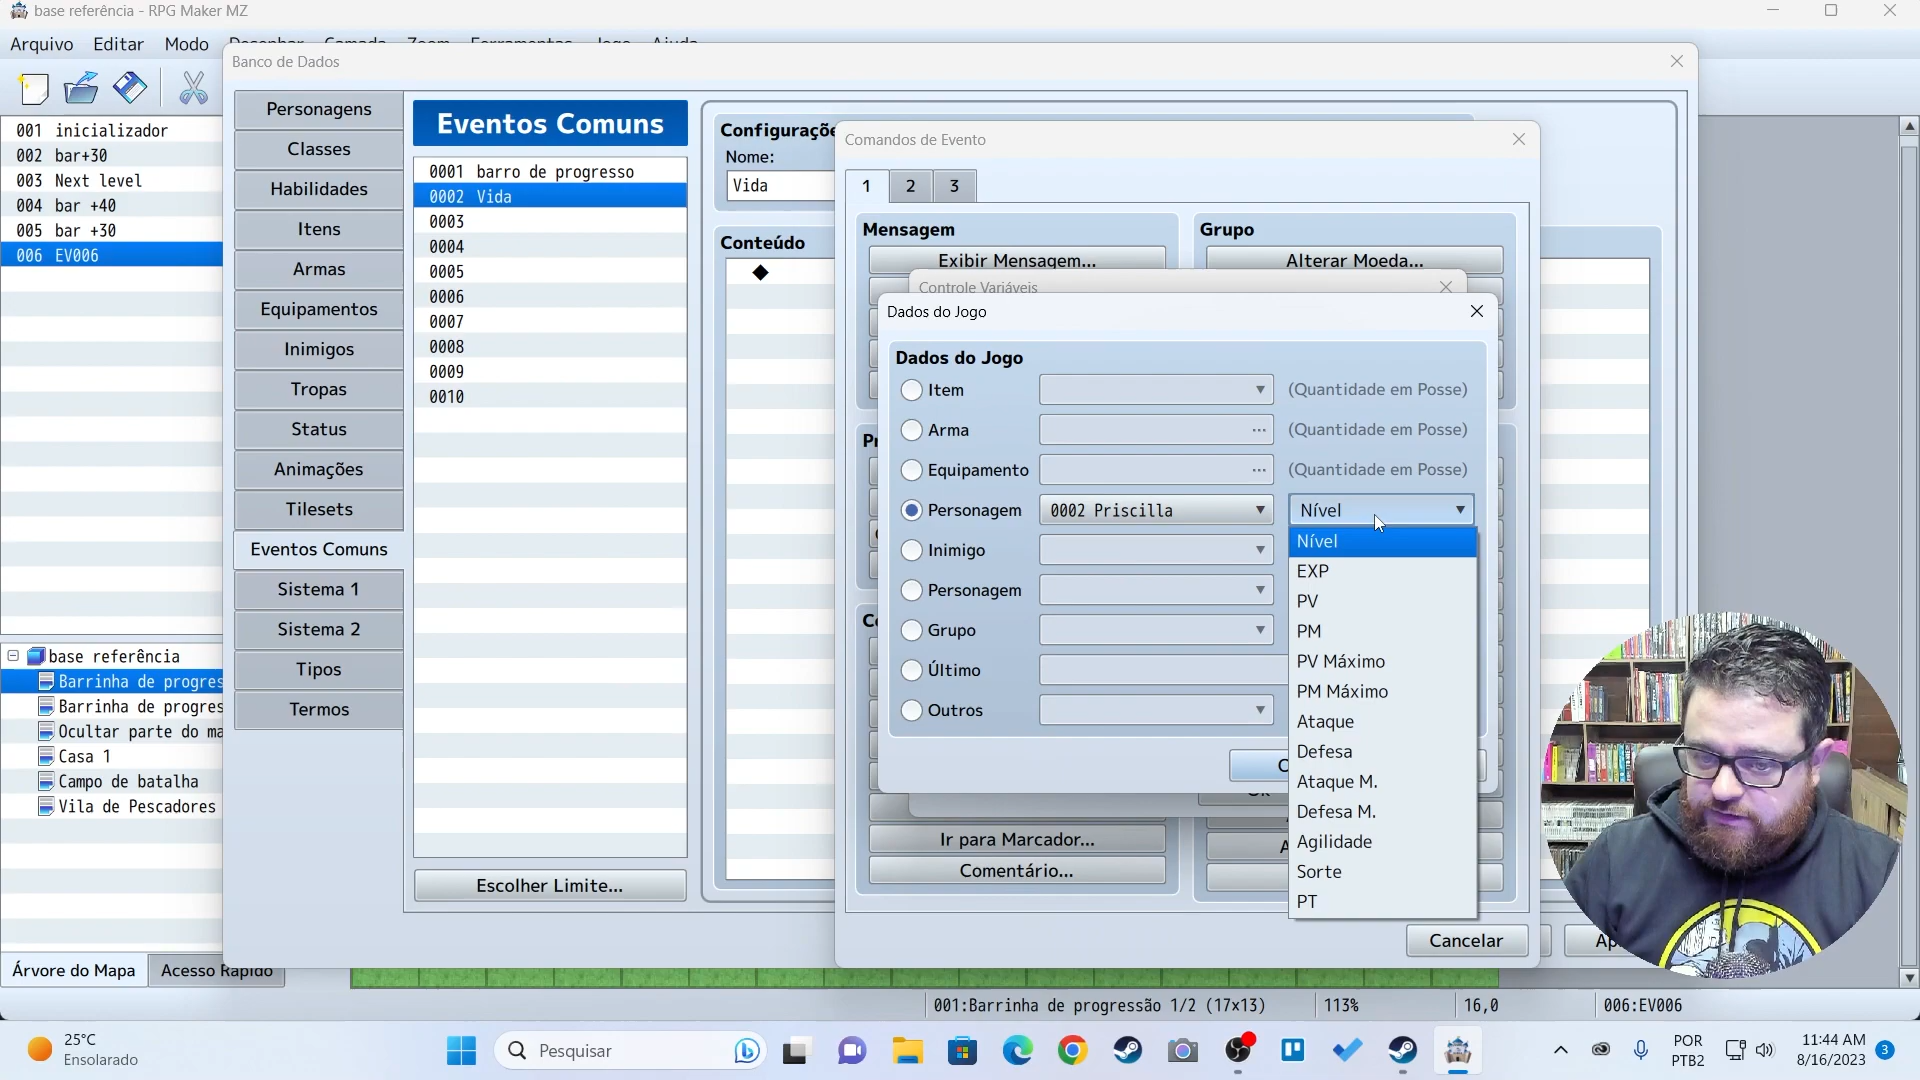 base referência - RPG Maker MZ
Arquivo Editar Modo Desenhar Camada Zoom Ferramentas Jogo Ajuda
Banco de Dados
001 inicializador
002 bar+30
003 Next level
004 bar +40
005 bar +30
006 EV006
base referência
Barrinha de progres
Barrinha de progres
Ocultar parte do ma
Casa 1
Campo de batalha
Vila de Pescadores
Árvore do Mapa
Acesso Rápido
Personagens
Classes
Habilidades
Itens
Armas
Equipamentos
Inimigos
Tropas
Status
Animações
Tilesets
Eventos Comuns
Sistema 1
Sistema 2
Tipos
Termos
Eventos Comuns
0001 barro de progresso
0002 Vida
0003
0004
0005
0006
0007
0008
0009
0010
Escolher Limite...
Configuraçõe
Nome:
Vida
Conteúdo
Comandos de Evento
1 2 3
Mensagem
Exibir Mensagem...
Grupo
Alterar Moeda...
Controle Variáveis
Dados do Jogo
Dados do Jogo
Item (Quantidade em Posse)
Arma ... (Quantidade em Posse)
Equipamento ... (Quantidade em Posse)
Personagem 0002 Priscilla Nível
Inimigo
Personagem
Grupo
Último
Outros
Nível
EXP
PV
PM
PV Máximo
PM Máximo
Ataque
Defesa
Ataque M.
Defesa M.
Agilidade
Sorte
PT
Ok
Ir para Marcador...
Comentário...
Cancelar
Ap
001:Barrinha de progressão 1/2 (17x13) 113% 16,0 006:EV006
25°C
Ensolarado
Pesquisar
POR
PTB2
11:44 AM
8/16/2023
3